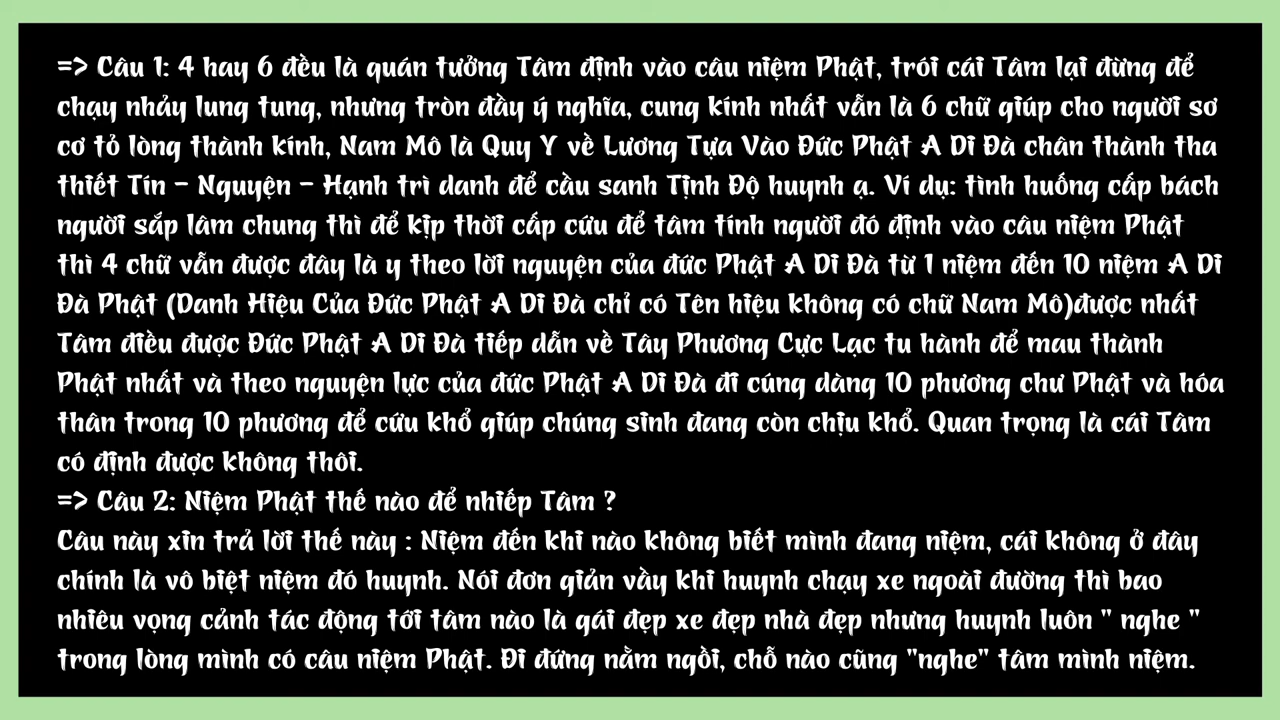 => Câu 1: 4 hay 6 đều là quán tưởng Tâm định vào câu niệm Phật, trói cái Tâm lại đừng để
chạy nhảy lung tung, nhưng tròn đầy ý nghĩa, cung kính nhất vẫn là 6 chữ giúp cho người sơ
cơ tỏ lòng thành kính, Nam Mô là Quy Y về Lương Tựa Vào Đức Phật A Di Đà chân thành tha
thiết Tín - Nguyện - Hạnh trì danh để cầu sanh Tịnh Độ huynh ạ. Ví dụ: tình huống cấp bách
người sắp lâm chung thì để kịp thời cấp cứu để tâm tính người đó định vào câu niệm Phật
thì 4 chữ vẫn được đây là y theo lời nguyện của đức Phật A Di Đà từ 1 niệm đến 10 niệm A Di
Đà Phật (Danh Hiệu Của Đức Phật A Di Đà chỉ có Tên hiệu không có chữ Nam Mô)được nhất
Tâm điều được Đức Phật A Di Đà tiếp dẫn về Tây Phương Cực Lạc tu hành để mau thành
Phật nhất và theo nguyện lực của đức Phật A Di Đà đi cúng dàng 10 phương chư Phật và hóa
thân trong 10 phương để cứu khổ giúp chúng sinh đang còn chịu khổ. Quan trọng là cái Tâm
có định được không thôi.
=> Câu 2: Niệm Phật thế nào để nhiếp Tâm ?
Câu này xin trả lời thế này : Niệm đến khi nào không biết mình đang niệm, cái không ở đây
chính là vô biệt niệm đó huynh. Nói đơn giản vầy khi huynh chạy xe ngoài đường thì bao
nhiêu vọng cảnh tác động tới tâm nào là gái đẹp xe đẹp nhà đẹp nhưng huynh luôn " nghe "
trong lòng mình có câu niệm Phật. Đi đứng nằm ngồi, chỗ nào cũng "nghe" tâm mình niệm.